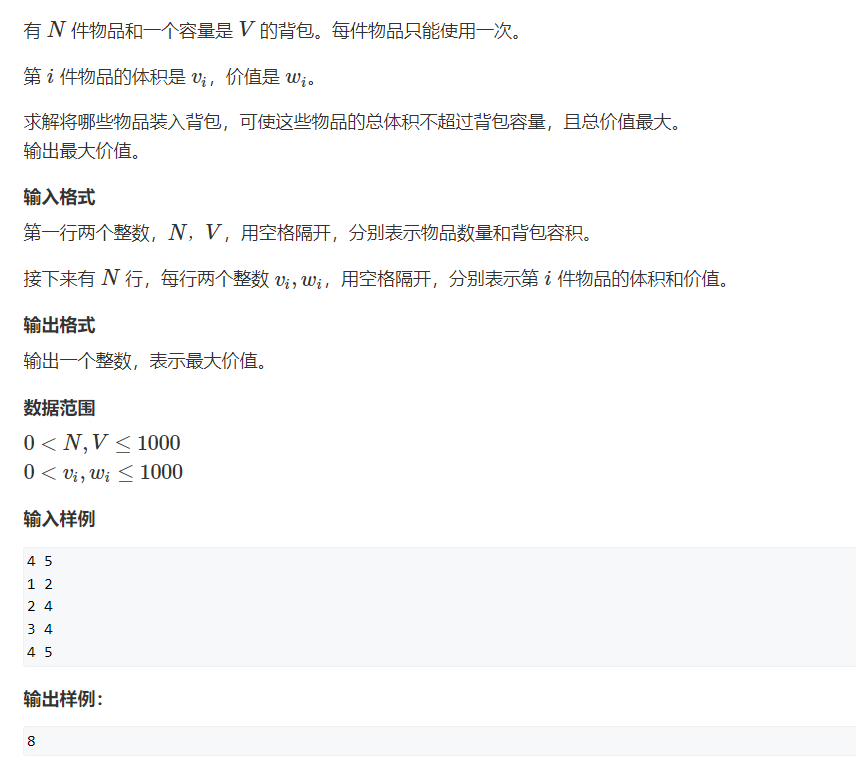 有 N 件物品和一个容量是 V 的背包。每件物品只能使用一次。
第 i 件物品的体积是 vᵢ，价值是 wᵢ。
求解将哪些物品装入背包，可使这些物品的总体积不超过背包容量，且总价值最大。
输出最大价值。
输入格式
第一行两个整数，N，V，用空格隔开，分别表示物品数量和背包容积。
接下来有 N 行，每行两个整数 vᵢ, wᵢ，用空格隔开，分别表示第 i 件物品的体积和价值。
输出格式
输出一个整数，表示最大价值。
数据范围
0 < N, V ≤ 1000
0 < vᵢ, wᵢ ≤ 1000
输入样例
4 5
1 2
2 4
3 4
4 5
输出样例：
8